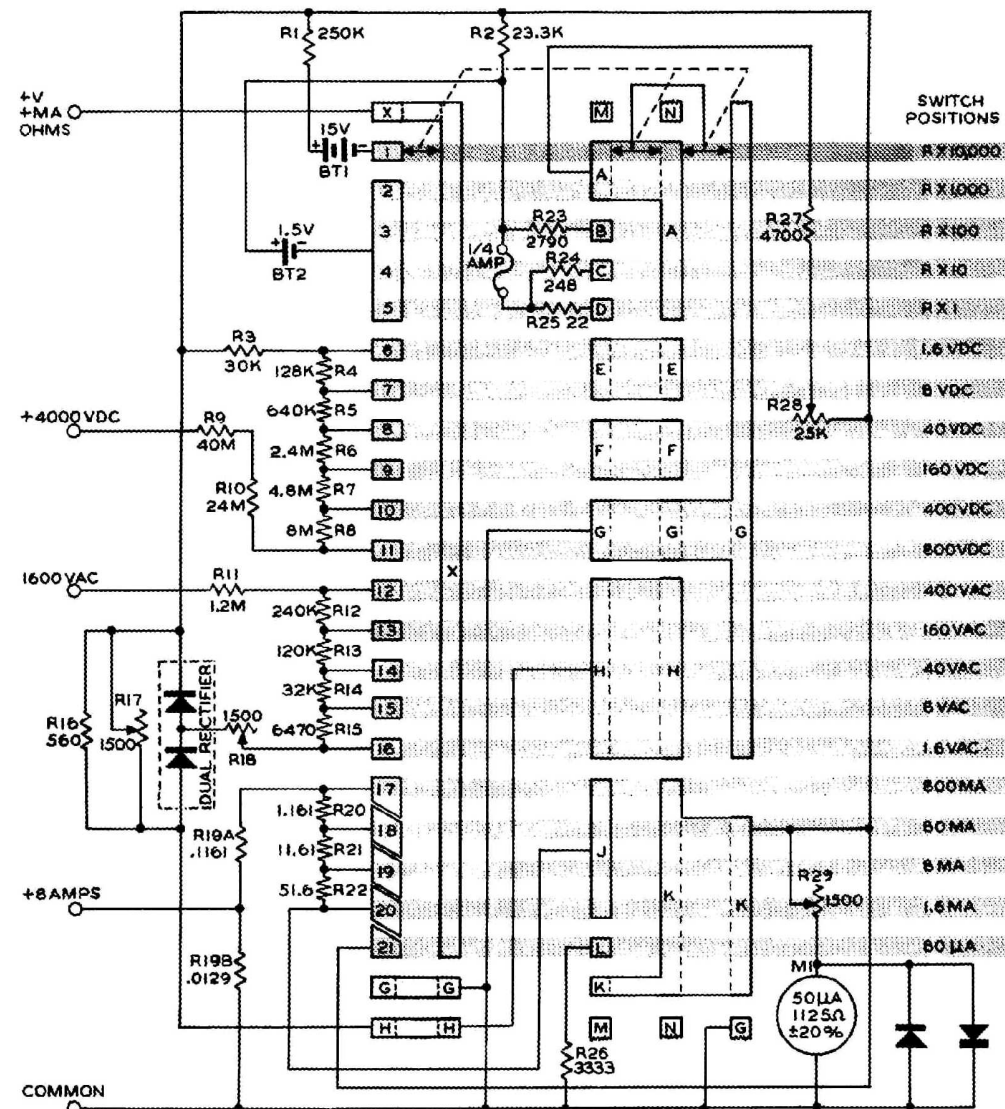 R1 250K
R2 23.3K
+V
+MA
OHMS
X
M
N
SWITCH
POSITIONS
15V
+ -
BT1
1
R X 10,000
A
2
R X 1,000
R27
4700
1.5V
+ -
BT2
3
R23
2790
B
A
R X 100
1/4
AMP
4
R24
248
C
R X 10
5
R25 22
D
R X 1
R3
30K
6
128K R4
E
E
1.6 VDC
7
640K R5
8 VDC
+4000 VDC
R9
40M
8
2.4M R6
F
F
R28
25K
40 VDC
9
4.8M R7
160 VDC
R10
24M
10
8M R8
G
G
G
400 VDC
11
800 VDC
X
1600 VAC
R11
1.2M
12
240K R12
400 VAC
13
120K R13
160 VAC
14
32K R14
H
H
40 VAC
15
6470 R15
8 VAC
R17
1500
R16
560
DUAL RECTIFIER
1500
R18
16
1.6 VAC
17
1.161 R20
800 MA
R19A
.1161
18
11.61 R21
80 MA
19
51.6 R22
J
8 MA
K
K
R29
1500
+8 AMPS
20
1.6 MA
21
L
R19B
.0129
M1
G
G
K
50μA
1125Ω
±20%
H
H
M
N
G
R26
3333
COMMON